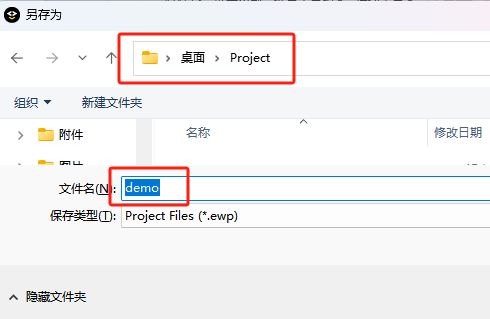 另存为
桌面 Project
组织 新建文件夹
附件 名称 修改日期
文件名(N): demo
保存类型(T): Project Files (*.ewp)
隐藏文件夹